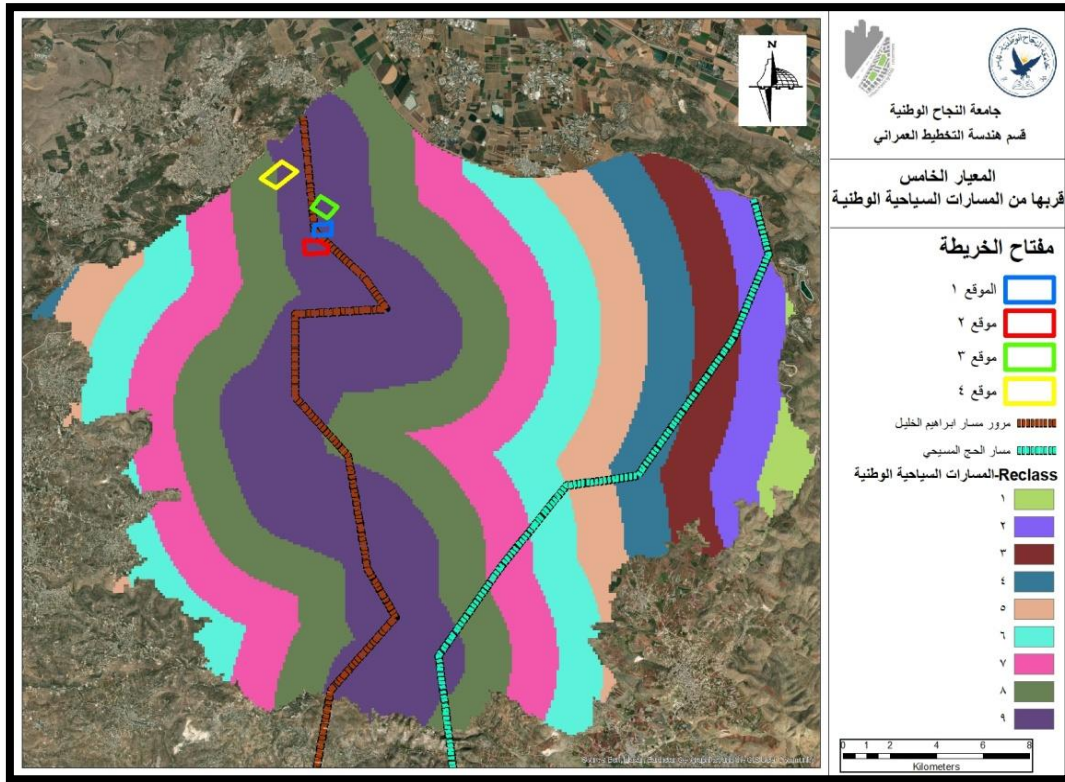 N
جامعة النجاح الوطنية
قسم هندسة التخطيط العمراني
المعيار الخامس
قربها من المسارات السياحية الوطنية
مفتاح الخريطة
الموقع ١
موقع ٢
موقع ٣
موقع ٤
مرور مسار ابراهيم الخليل
مسار الحج المسيحي
Reclass-المسارات السياحية الوطنية
١
٢
٣
٤
٥
٦
٧
٨
٩
0 1 2 4 6 8
Kilometers